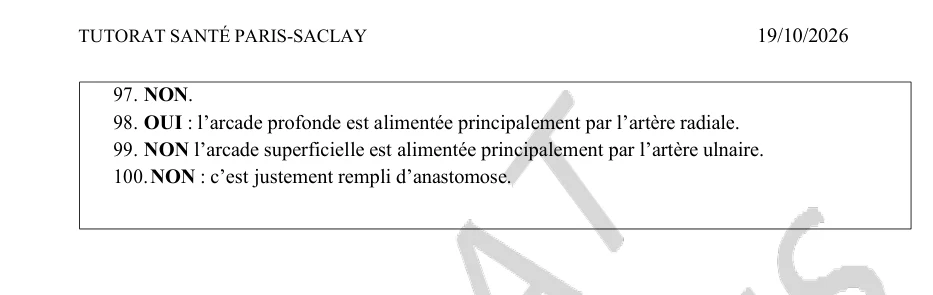 TUTORAT SANTÉ PARIS-SACLAY 19/10/2026
97. NON.
98. OUI : l’arcade profonde est alimentée principalement par l’artère radiale.
99. NON l’arcade superficielle est alimentée principalement par l’artère ulnaire.
100. NON : c’est justement rempli d’anastomose.